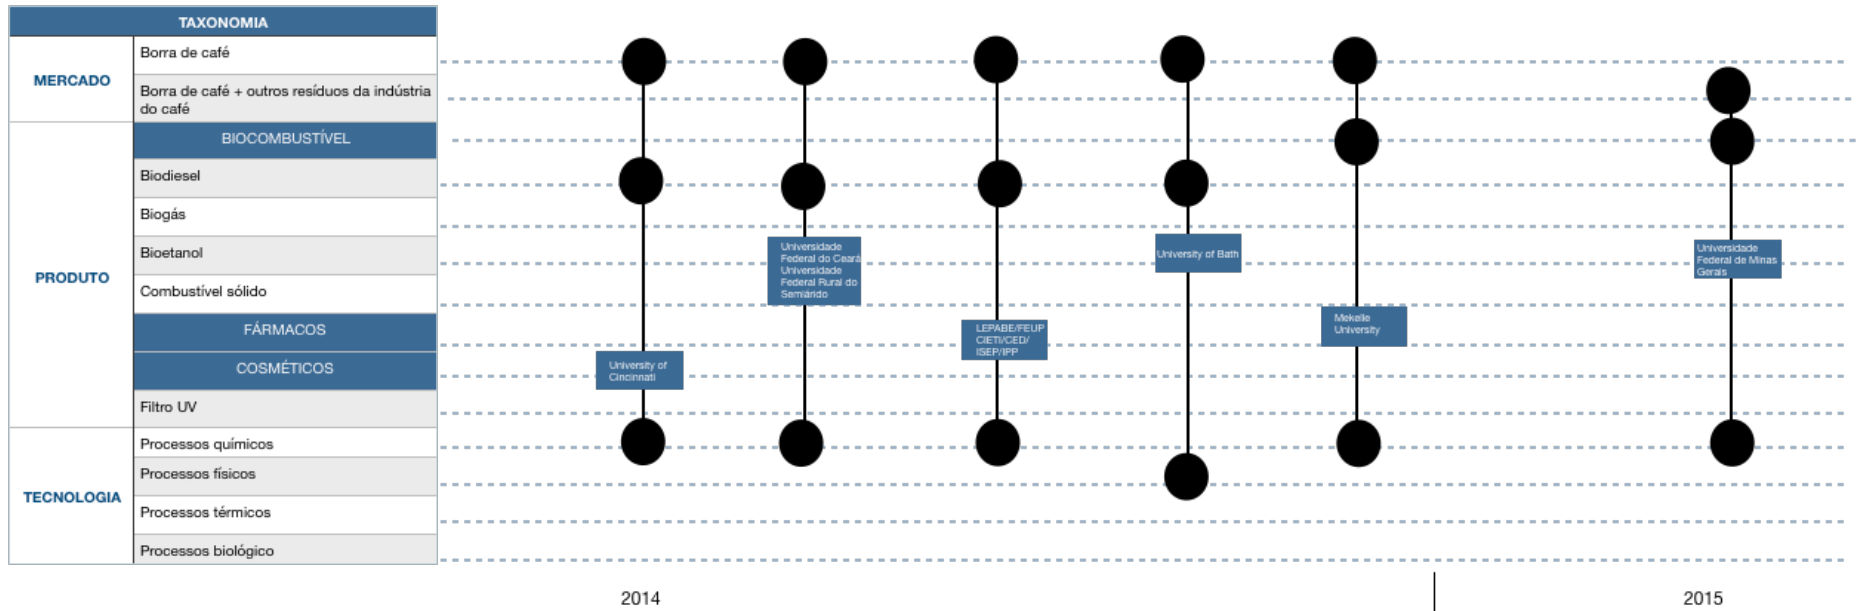 TAXONOMIA
MERCADO
Borra de café
Borra de café + outros resíduos da indústria
do café
PRODUTO
BIOCOMBUSTÍVEL
Biodiesel
Biogás
Bioetanol
Combustível sólido
FÁRMACOS
COSMÉTICOS
Filtro UV
TECNOLOGIA
Processos químicos
Processos físicos
Processos térmicos
Processos biológico
University of
Cincinnati
Universidade
Federal do Ceará
Universidade
Federal Rural do
Semiárido
LEPABE/FEUP
CIETI/CED/
ISEP/IPP
University of Bath
Mekelle
University
Universidade
Federal de Minas
Gerais
2014
2015